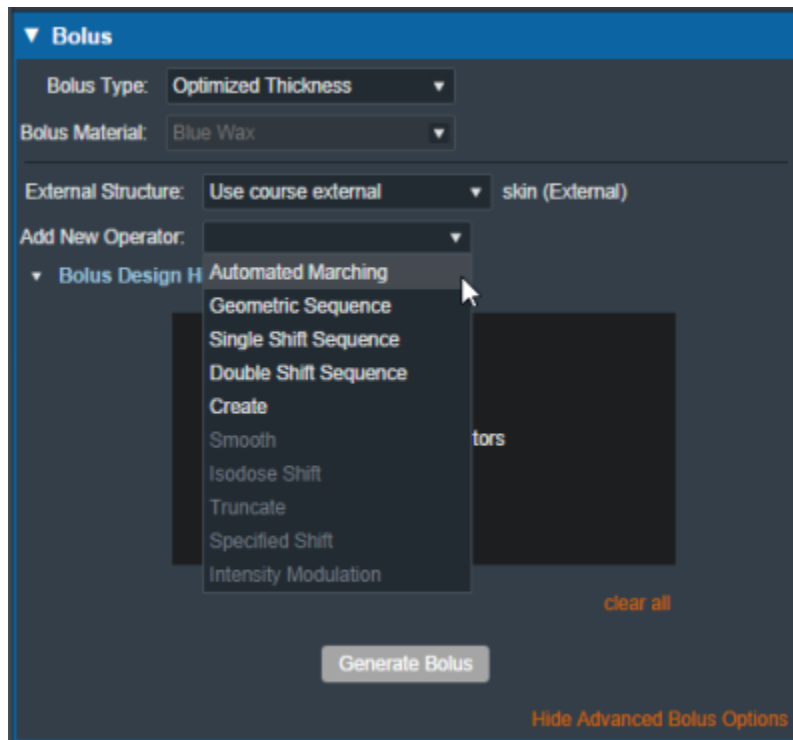 Bolus
Bolus Type: Optimized Thickness
Bolus Material: Blue Wax
External Structure: Use course external skin (External)
Add New Operator:
Bolus Design H
Automated Marching
Geometric Sequence
Single Shift Sequence
Double Shift Sequence
Create
Smooth
tors
Isodose Shift
Truncate
Specified Shift
Intensity Modulation
clear all
Generate Bolus
Hide Advanced Bolus Options